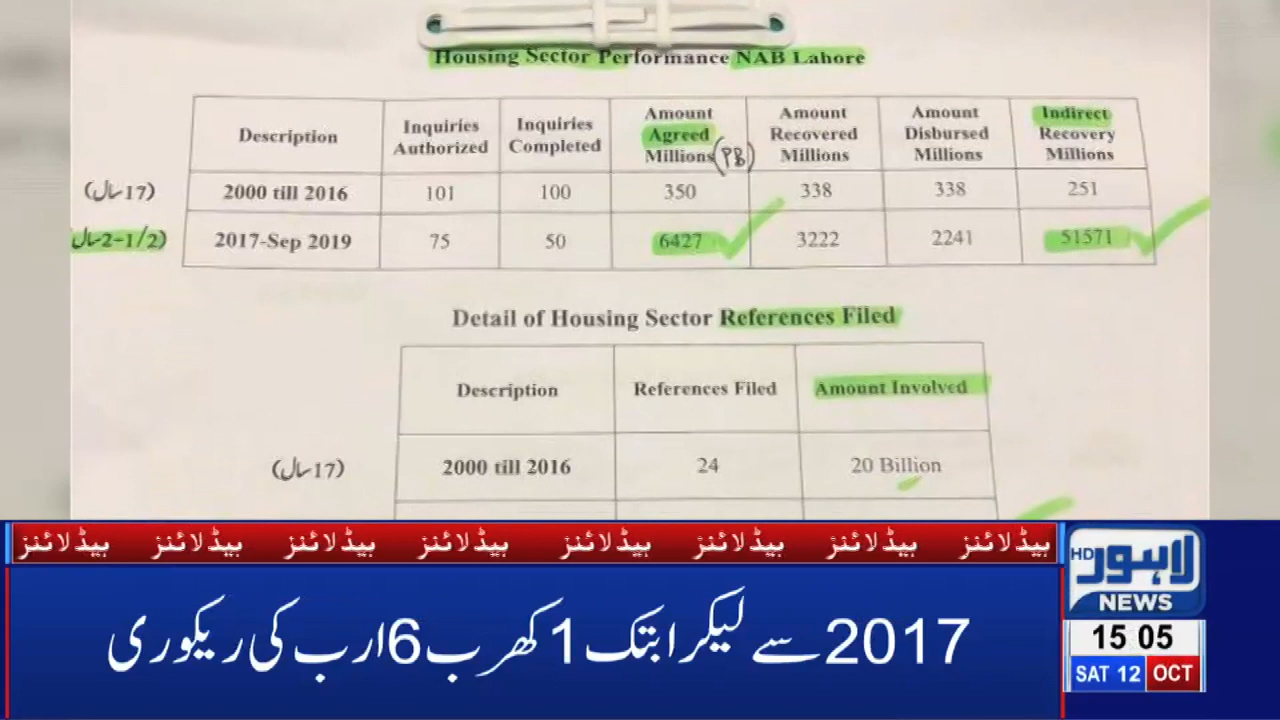 Housing Sector Performance NAB Lahore
Description Inquiries Authorized Inquiries Completed Amount Agreed Millions Amount Recovered Millions Amount Disbursed Millions Indirect Recovery Millions
(17سال) 2000 till 2016 101 100 350 338 338 251
(2-1/2سال) 2017-Sep 2019 75 50 6427 3222 2241 51571
Detail of Housing Sector References Filed
Description References Filed Amount Involved
(17سال) 2000 till 2016 24 20 Billion
ہیڈلائنز ہیڈلائنز ہیڈلائنز ہیڈلائنز ہیڈلائنز ہیڈلائنز ہیڈلائنز ہیڈلائنز
2017 سے لیکر ابتک 1 کھرب 6 ارب کی ریکوری
لاہور HD
NEWS
15 05
SAT 12 OCT